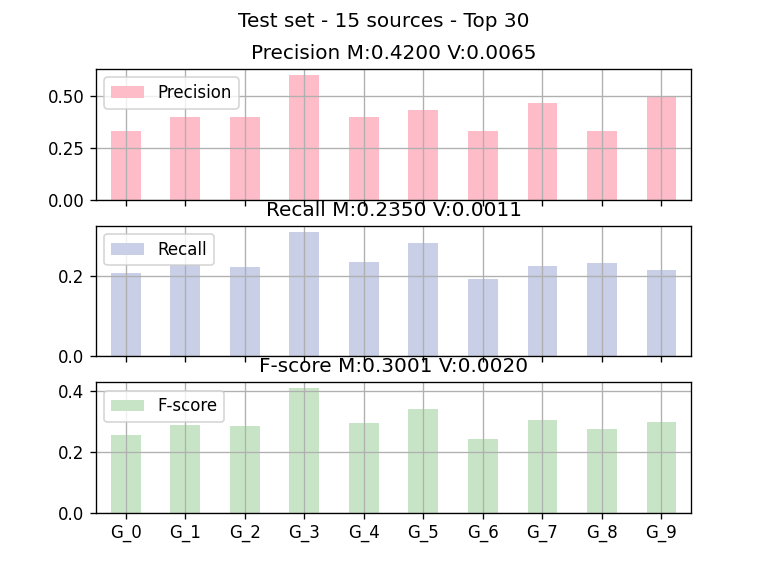 Test set - 15 sources - Top 30
Precision M:0.4200 V:0.0065
0.50
0.25
0.00
Precision
Recall M:0.2350 V:0.0011
0.2
0.0
Recall
F-score M:0.3001 V:0.0020
0.4
0.2
0.0
F-score
G_0 G_1 G_2 G_3 G_4 G_5 G_6 G_7 G_8 G_9